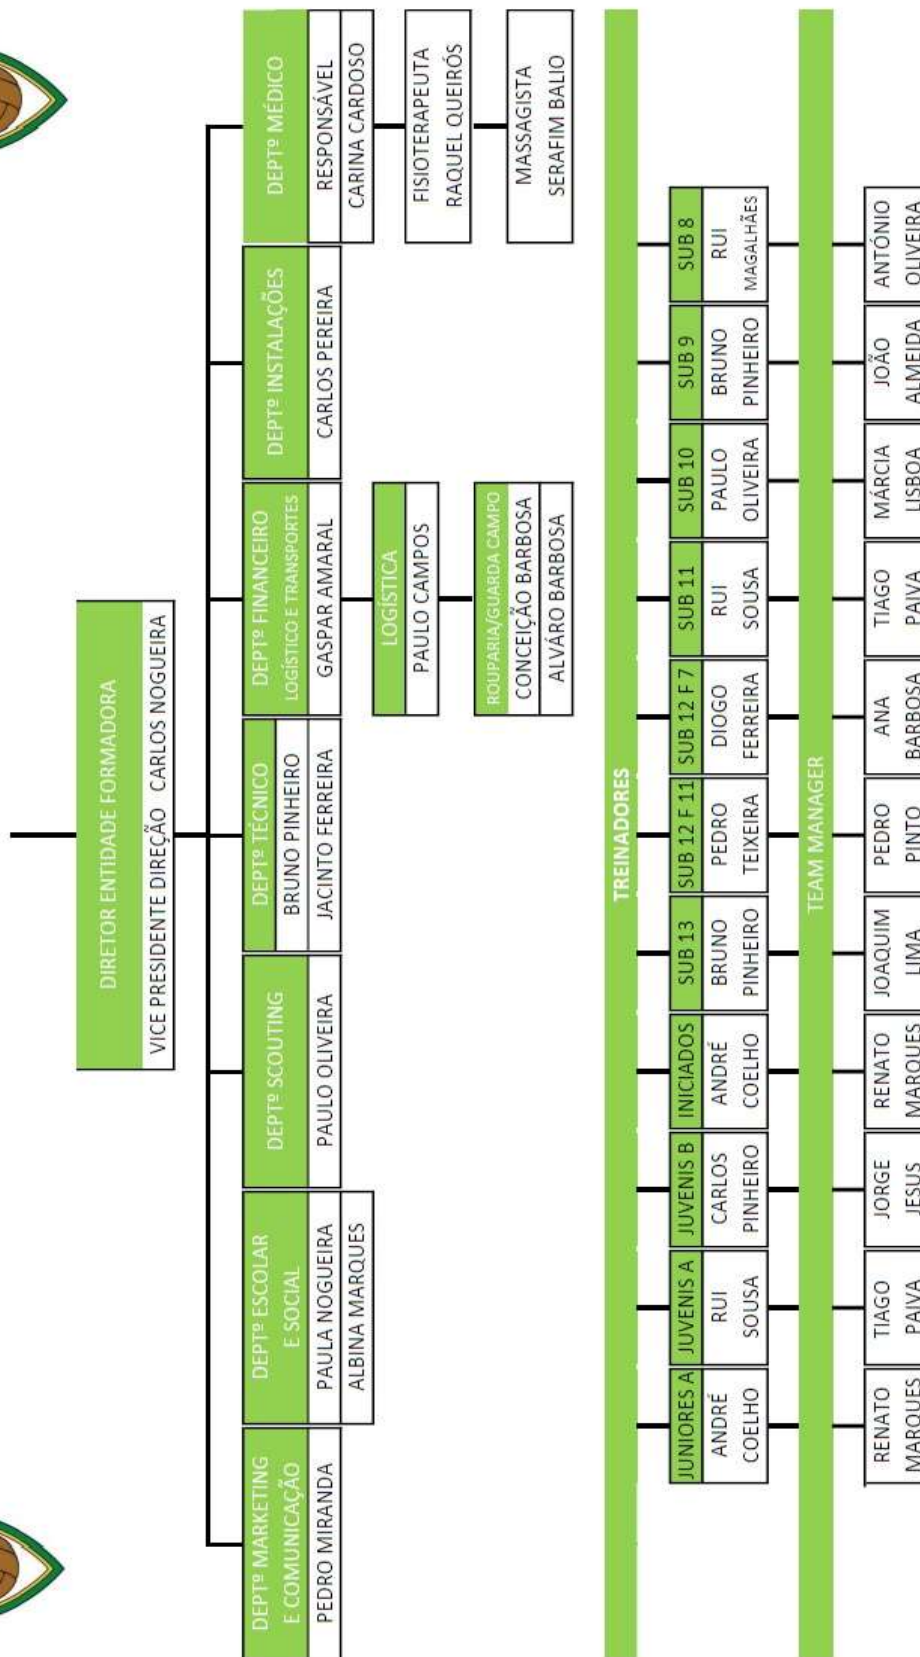 DIRETOR ENTIDADE FORMADORA
VICE PRESIDENTE DIREÇÃO CARLOS NOGUEIRA
DEPTº MARKETING
E COMUNICAÇÃO
PEDRO MIRANDA
DEPTº ESCOLAR
E SOCIAL
PAULA NOGUEIRA
ALBINA MARQUES
DEPTº SCOUTING
PAULO OLIVEIRA
DEPTº TÉCNICO
BRUNO PINHEIRO
JACINTO FERREIRA
DEPTº FINANCEIRO
LOGÍSTICO E TRANSPORTES
GASPAR AMARAL
LOGÍSTICA
PAULO CAMPOS
ROUPARIA/GUARDA CAMPO
CONCEIÇÃO BARBOSA
ALVÁRO BARBOSA
DEPTº INSTALAÇÕES
CARLOS PEREIRA
DEPTº MÉDICO
RESPONSÁVEL
CARINA CARDOSO
FISIOTERAPEUTA
RAQUEL QUEIRÓS
MASSAGISTA
SERAFIM BALIO
TREINADORES
JUNIORES A
ANDRÉ
COELHO
JUVENIS A
RUI
SOUSA
JUVENIS B
CARLOS
PINHEIRO
INICIADOS
ANDRÉ
COELHO
SUB 13
BRUNO
PINHEIRO
SUB 12 F 11
PEDRO
TEIXEIRA
SUB 12 F 7
DIOGO
FERREIRA
SUB 11
RUI
SOUSA
SUB 10
PAULO
OLIVEIRA
SUB 9
BRUNO
PINHEIRO
SUB 8
RUI
MAGALHÃES
TEAM MANAGER
RENATO
MARQUES
TIAGO
PAIVA
JORGE
JESUS
RENATO
MARQUES
JOAQUIM
LIMA
PEDRO
PINTO
ANA
BARBOSA
TIAGO
PAIVA
MÁRCIA
LISBOA
JOÃO
ALMEIDA
ANTÓNIO
OLIVEIRA